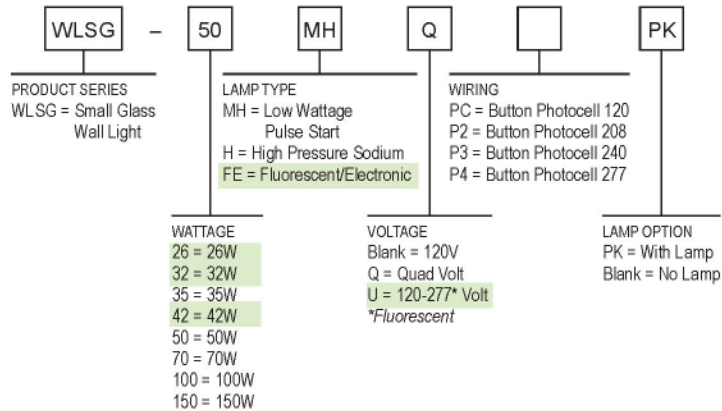 WLSG – 50 MH Q PK
PRODUCT SERIES
WLSG = Small Glass
Wall Light
LAMP TYPE
MH = Low Wattage
Pulse Start
H = High Pressure Sodium
FE = Fluorescent/Electronic
WIRING
PC = Button Photocell 120
P2 = Button Photocell 208
P3 = Button Photocell 240
P4 = Button Photocell 277
WATTAGE
26 = 26W
32 = 32W
35 = 35W
42 = 42W
50 = 50W
70 = 70W
100 = 100W
150 = 150W
VOLTAGE
Blank = 120V
Q = Quad Volt
U = 120-277* Volt
*Fluorescent
LAMP OPTION
PK = With Lamp
Blank = No Lamp